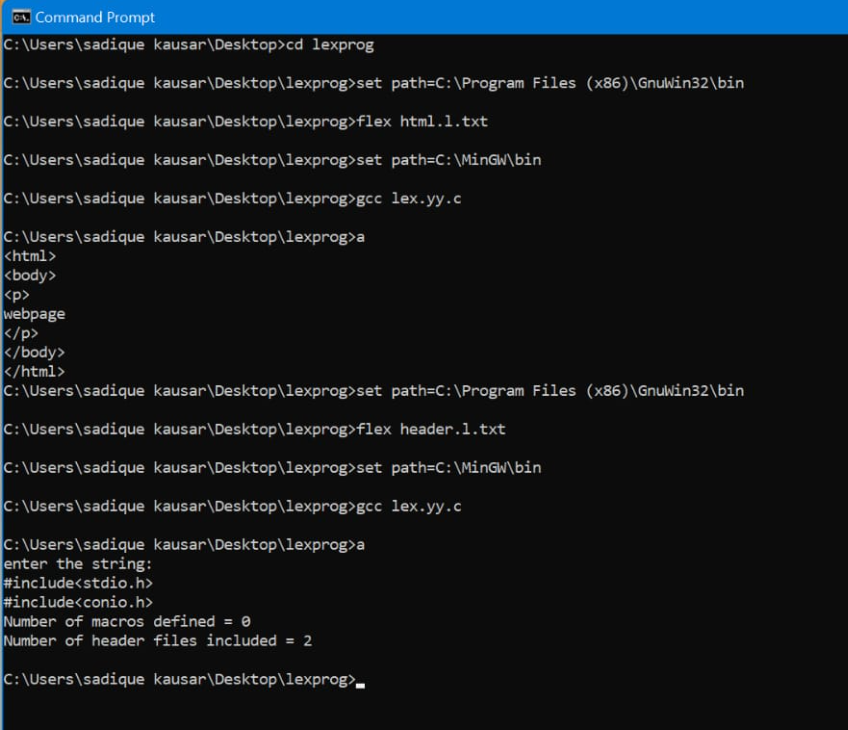 Command Prompt
C:\Users\sadique kausar\Desktop>cd lexprog
C:\Users\sadique kausar\Desktop\lexprog>set path=C:\Program Files (x86)\GnuWin32\bin
C:\Users\sadique kausar\Desktop\lexprog>flex html.l.txt
C:\Users\sadique kausar\Desktop\lexprog>set path=C:\MinGW\bin
C:\Users\sadique kausar\Desktop\lexprog>gcc lex.yy.c
C:\Users\sadique kausar\Desktop\lexprog>a
<html>
<body>
<p>
webpage
</p>
</body>
</html>
C:\Users\sadique kausar\Desktop\lexprog>set path=C:\Program Files (x86)\GnuWin32\bin
C:\Users\sadique kausar\Desktop\lexprog>flex header.l.txt
C:\Users\sadique kausar\Desktop\lexprog>set path=C:\MinGW\bin
C:\Users\sadique kausar\Desktop\lexprog>gcc lex.yy.c
C:\Users\sadique kausar\Desktop\lexprog>a
enter the string:
#include<stdio.h>
#include<conio.h>
Number of macros defined = 0
Number of header files included = 2
C:\Users\sadique kausar\Desktop\lexprog>